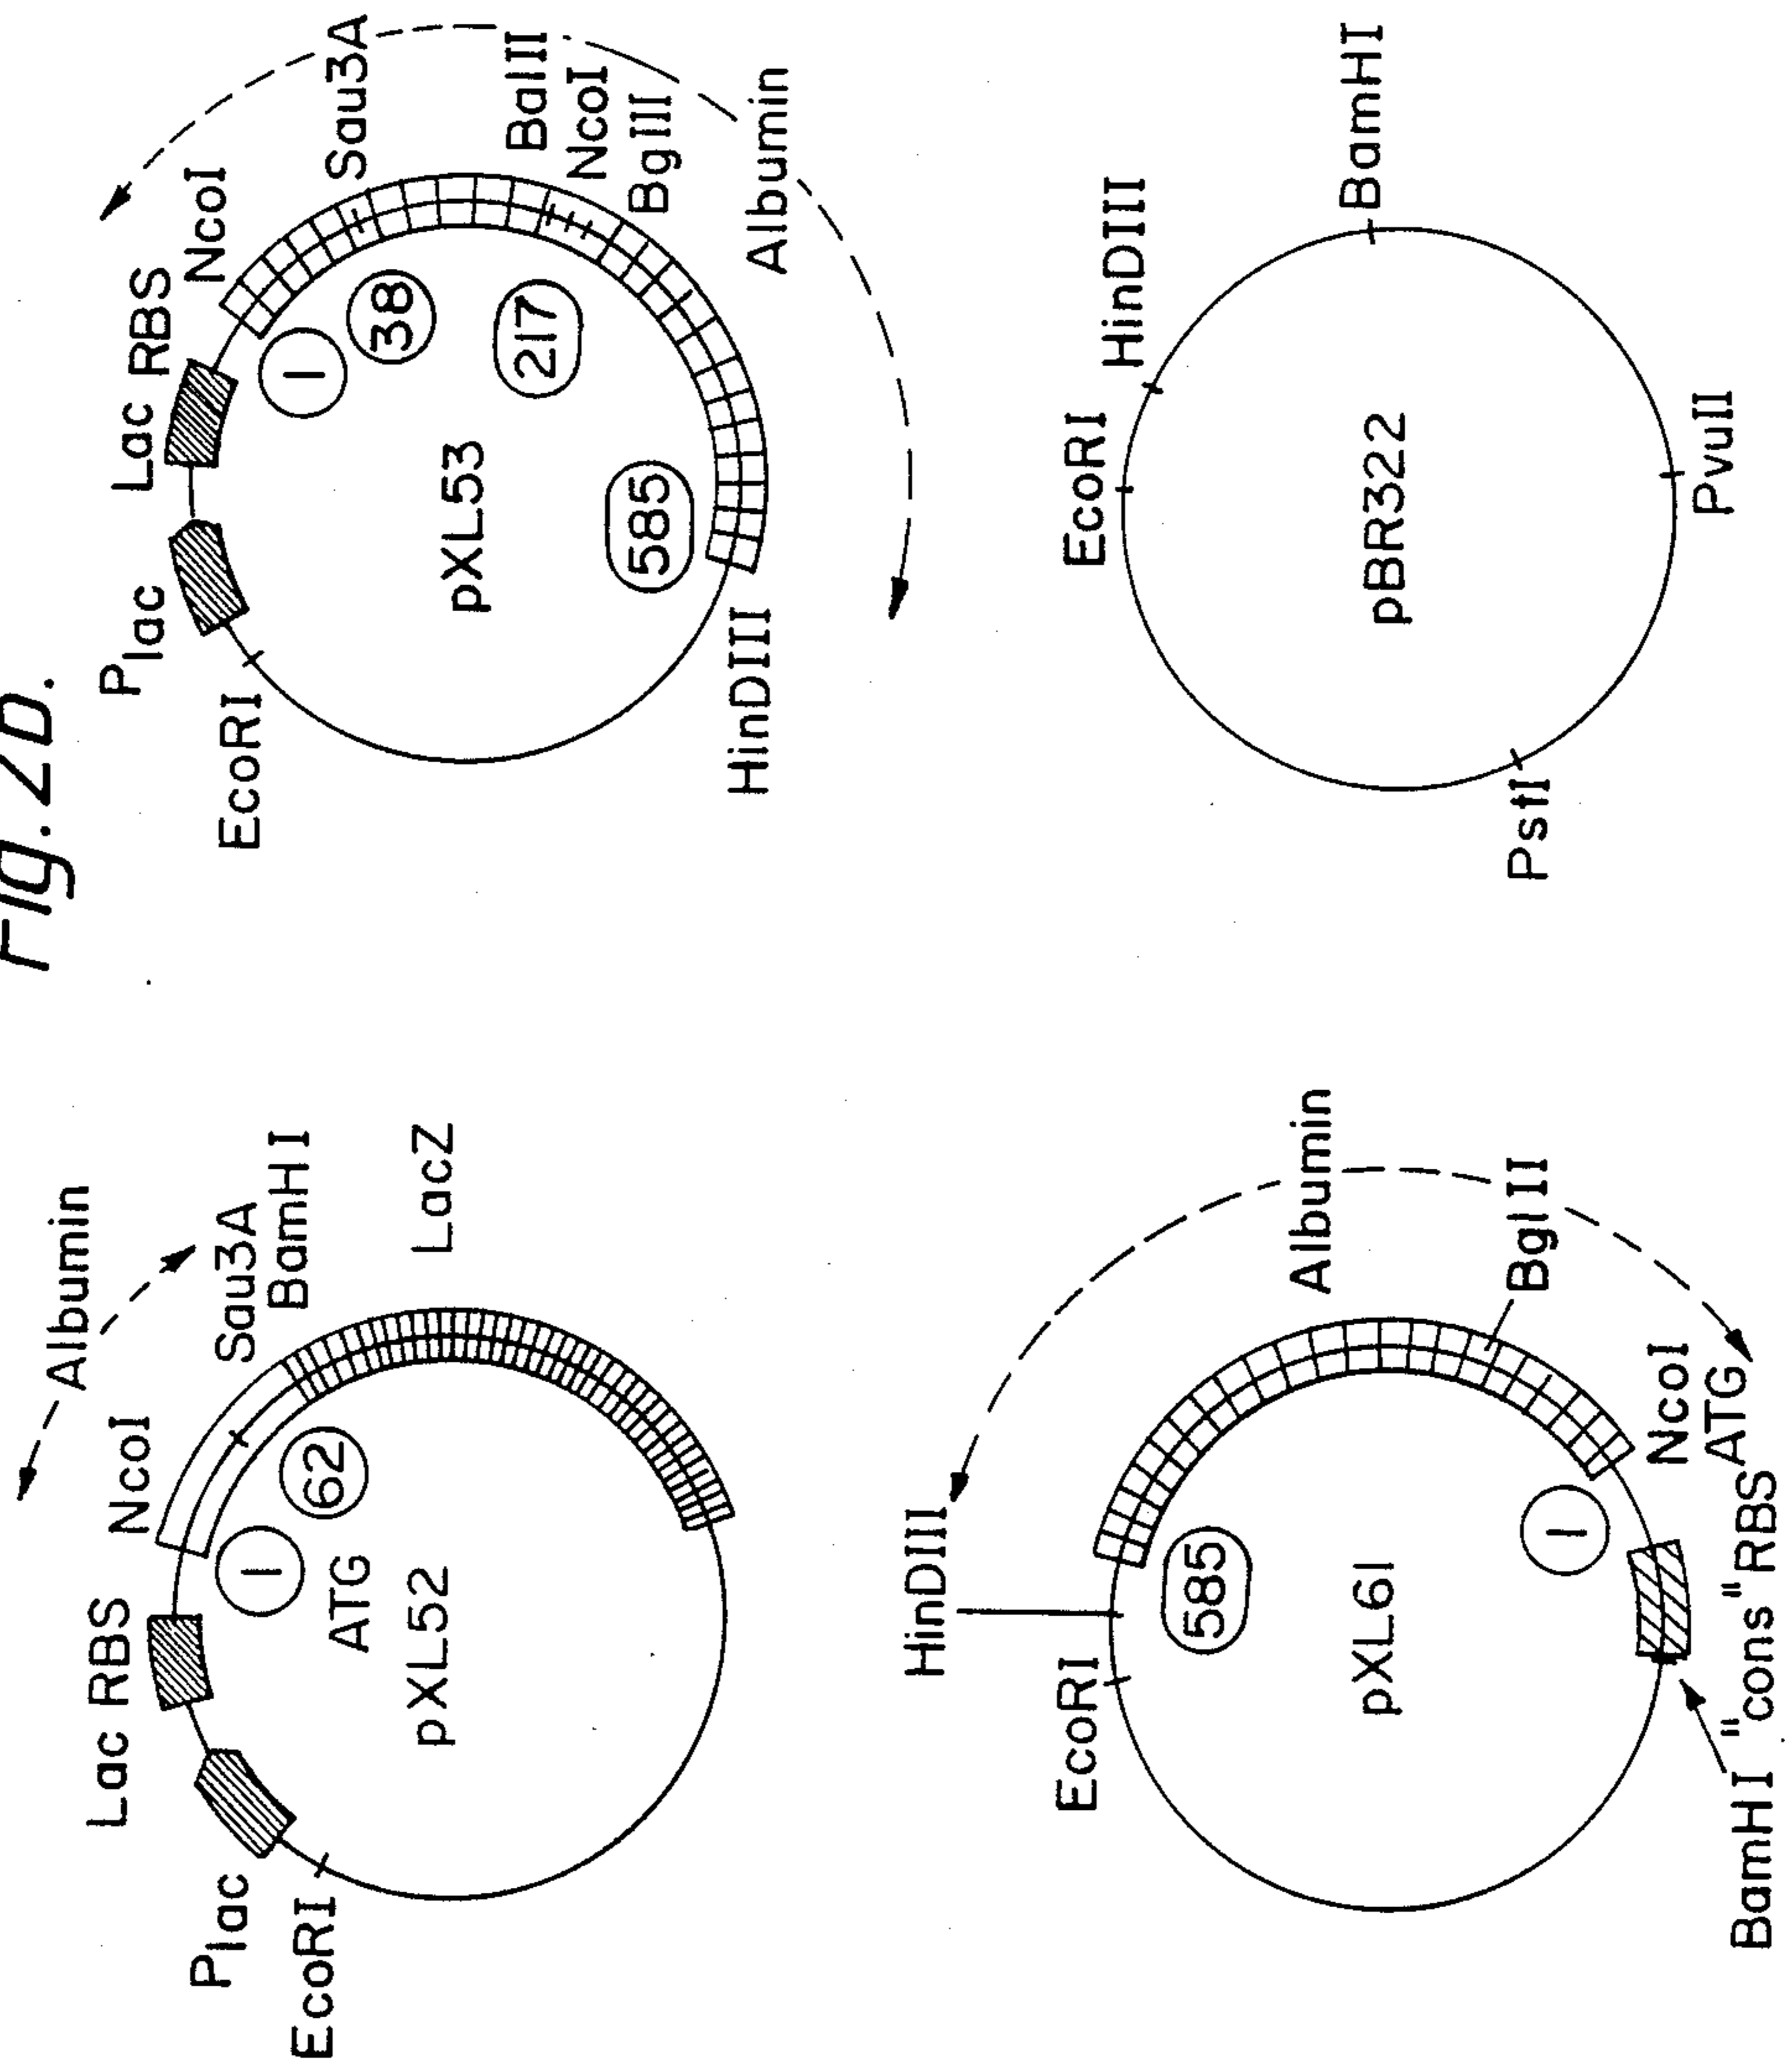 Fig. 2D.
Albumin
NcoI
Sau3A
BamHI
Lac RBS
Plac
EcoRI
1
62
ATG
pXL52
LacZ
Plac
Lac RBS
NcoI
Sau3A
EcoRI
1
38
217
585
pXL53
BalII
NcoI
BglII
Albumin
HinDIII
HinDIII
EcoRI
585
pXL61
1
Albumin
BglII
NcoI
ATG
BamHI "cons" RBS
EcoRI
HinDIII
pBR322
BamHI
PstI
PvuII